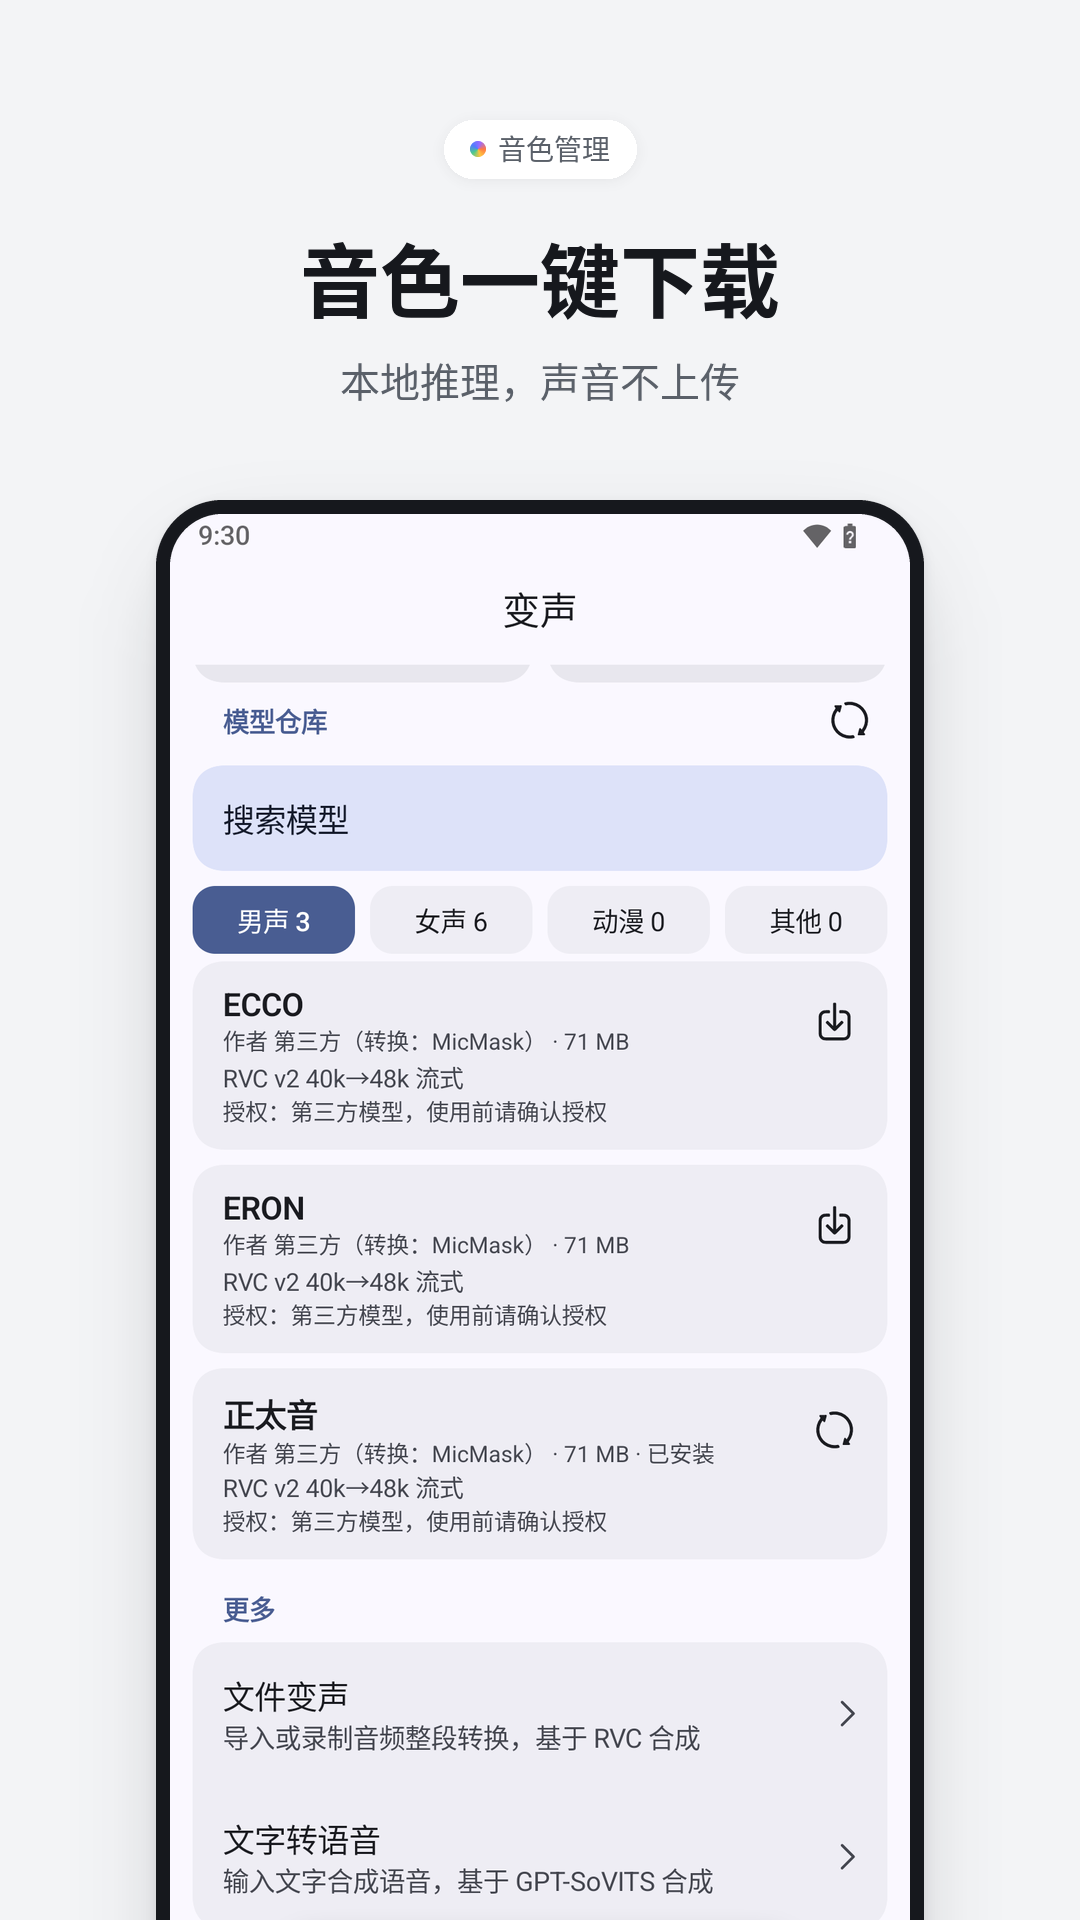 音色管理
音色一键下载
本地推理，声音不上传
9:30
变声
模型仓库
搜索模型
男声 3
女声 6
动漫 0
其他 0
ECCO
作者 第三方（转换：MicMask） · 71 MB
RVC v2 40k→48k 流式
授权：第三方模型，使用前请确认授权
ERON
作者 第三方（转换：MicMask） · 71 MB
RVC v2 40k→48k 流式
授权：第三方模型，使用前请确认授权
正太音
作者 第三方（转换：MicMask） · 71 MB · 已安装
RVC v2 40k→48k 流式
授权：第三方模型，使用前请确认授权
更多
文件变声
导入或录制音频整段转换，基于 RVC 合成
文字转语音
输入文字合成语音，基于 GPT-SoVITS 合成